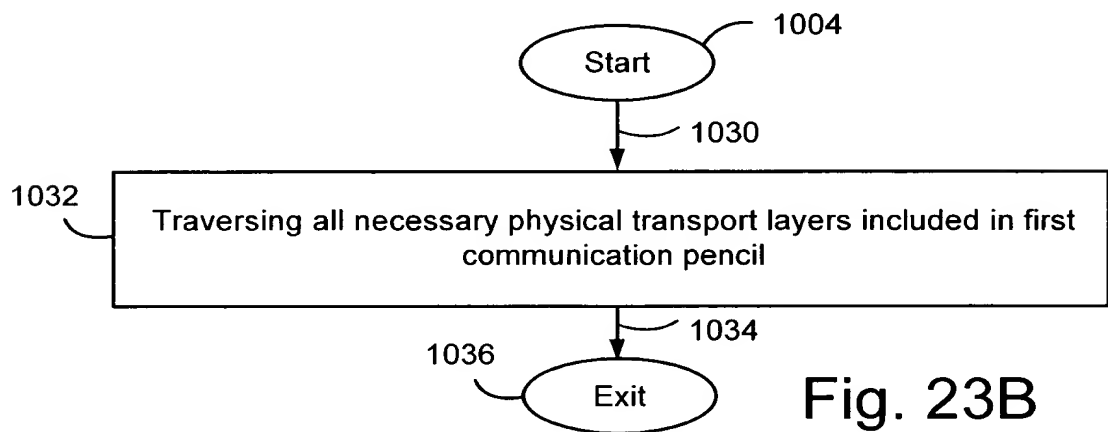 1004
Start
1030
1032
Traversing all necessary physical transport layers included in first
communication pencil
1034
1036
Exit
Fig. 23B